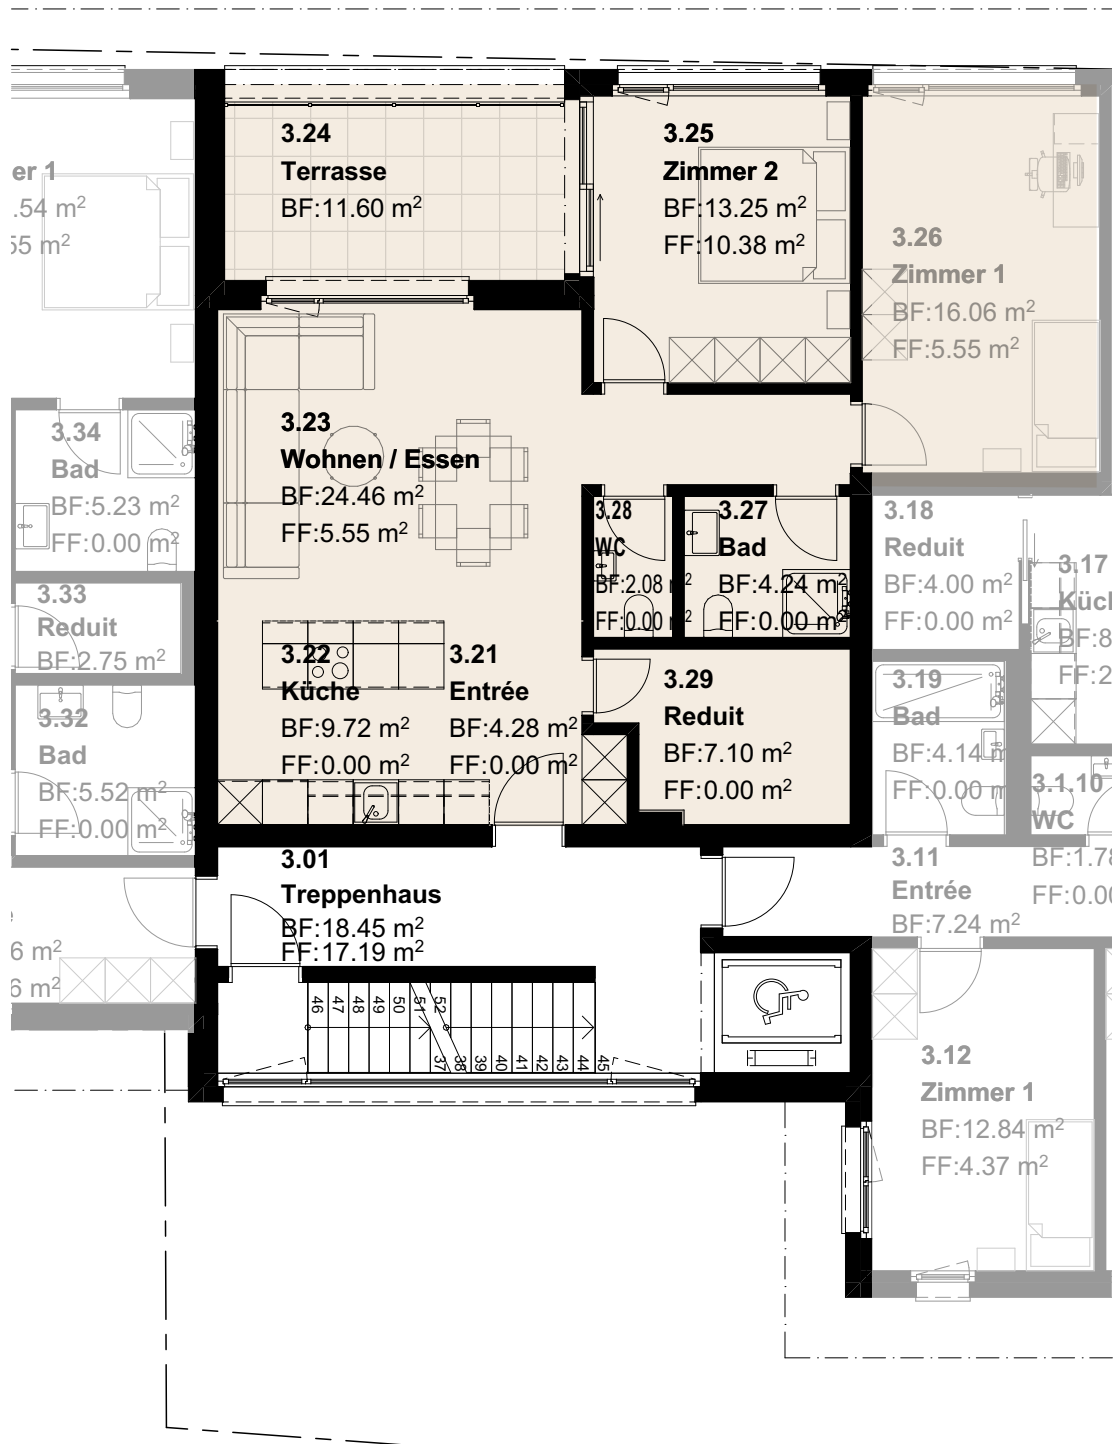 3.24
Terrasse
BF:11.60 m²
3.25
Zimmer 2
BF:13.25 m²
FF:10.38 m²
er 1
.54 m²
55 m²
3.26
Zimmer 1
BF:16.06 m²
FF:5.55 m²
3.23
Wohnen / Essen
BF:24.46 m²
FF:5.55 m²
3.34
Bad
BF:5.23 m²
FF:0.00 m²
3.28
WC
BF:2.08 m²
FF:0.00 m²
3.27
Bad
BF:4.24 m²
FF:0.00 m²
3.18
Reduit
BF:4.00 m²
FF:0.00 m²
3.17
Küch
BF:8
FF:2
3.33
Reduit
BF:2.75 m²
3.22
Küche
BF:9.72 m²
FF:0.00 m²
3.21
Entrée
BF:4.28 m²
FF:0.00 m²
3.29
Reduit
BF:7.10 m²
FF:0.00 m²
3.19
Bad
BF:4.14 m
FF:0.00 m
3.32
Bad
BF:5.52 m²
FF:0.00 m²
3.1.10
WC
BF:1.78
FF:0.00
3.01
Treppenhaus
BF:18.45 m²
FF:17.19 m²
3.11
Entrée
BF:7.24 m²
6 m²
6 m²
46 47 48 49 50 51 52
37 38 39 40 41 42 43 44 45
3.12
Zimmer 1
BF:12.84 m²
FF:4.37 m²